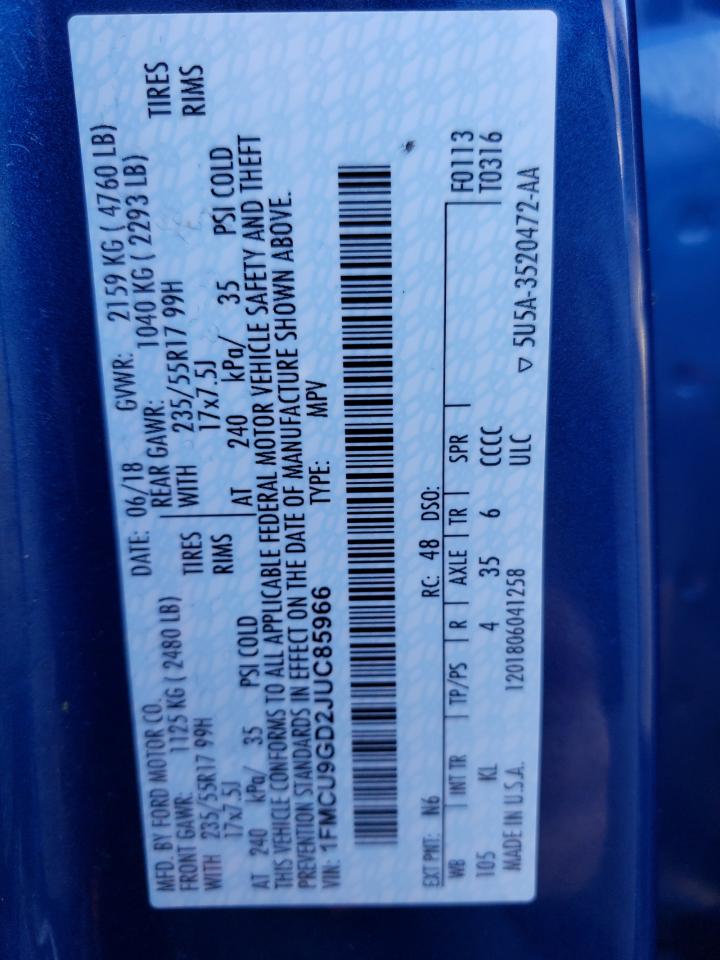 MFD. BY FORD MOTOR CO. DATE: 06/18 GVWR: 2159 KG ( 4760 LB)
FRONT GAWR: 1125 KG ( 2480 LB) REAR GAWR: 1040 KG ( 2293 LB)
WITH 235/55R17 99H TIRES WITH 235/55R17 99H TIRES
17x7.5J RIMS 17x7.5J RIMS
AT 240 kPa/ 35 PSI COLD AT 240 kPa/ 35 PSI COLD
THIS VEHICLE CONFORMS TO ALL APPLICABLE FEDERAL MOTOR VEHICLE SAFETY AND THEFT
PREVENTION STANDARDS IN EFFECT ON THE DATE OF MANUFACTURE SHOWN ABOVE.
VIN: 1FMCU9GD2JUC85966 TYPE: MPV
EXT PNT: N6 RC: 48 DSO: F0113
WB INT TR TP/PS R AXLE TR SPR T0316
105 KL 4 35 6 CCCC
MADE IN U.S.A. 1201806041258 ULC ▽ 5U5A-3520472-AA